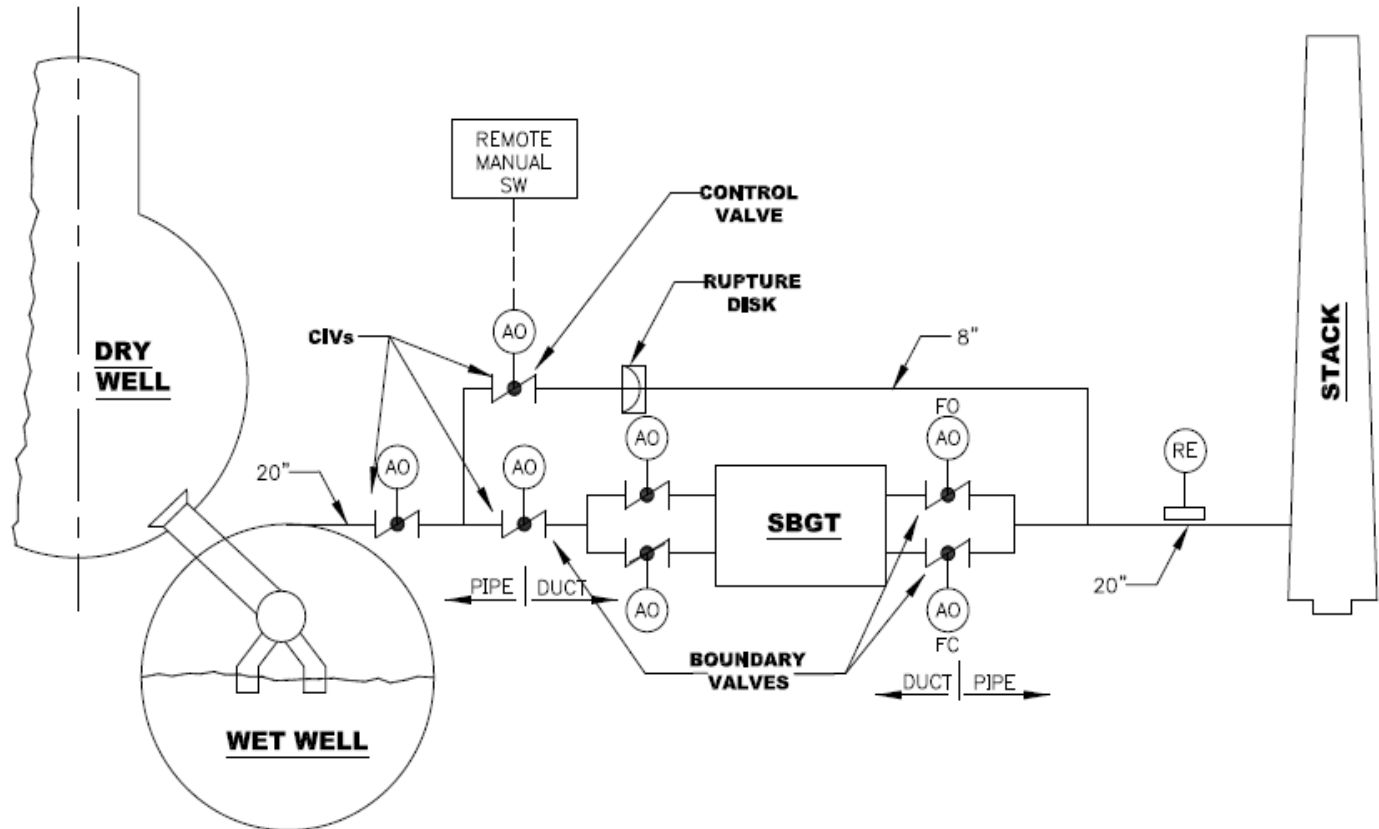 REMOTE
MANUAL
SW
CONTROL
VALVE
RUPTURE
DISK
CIVs
AO
8"
DRY
WELL
STACK
FO
AO
AO
RE
20"
AO
AO
SBGT
20"
PIPE
DUCT
AO
AO
FC
BOUNDARY
VALVES
DUCT
PIPE
WET WELL